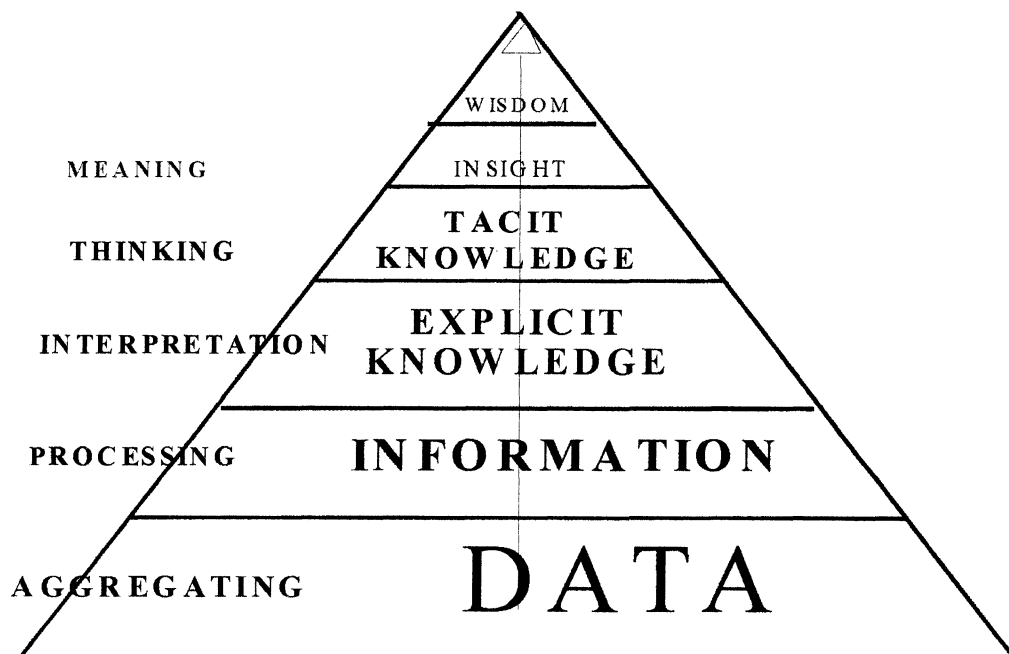 WISDOM
MEANING
INSIGHT
THINKING
TACIT
KNOWLEDGE
INTERPRETATION
EXPLICIT
KNOWLEDGE
PROCESSING
INFORMATION
AGGREGATING
DATA